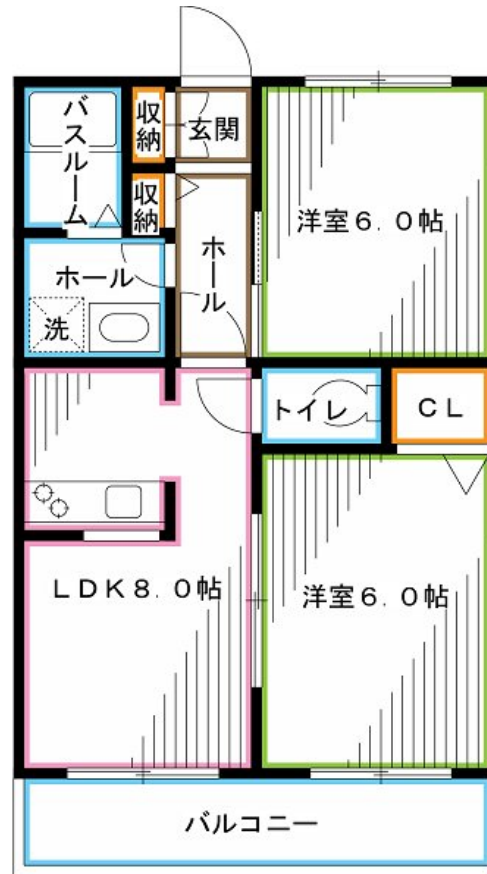 バスルーム
収納
玄関
収納
ホール
洋室6.0帖
ホール
洗
トイレ
CL
LDK8.0帖
洋室6.0帖
バルコニー